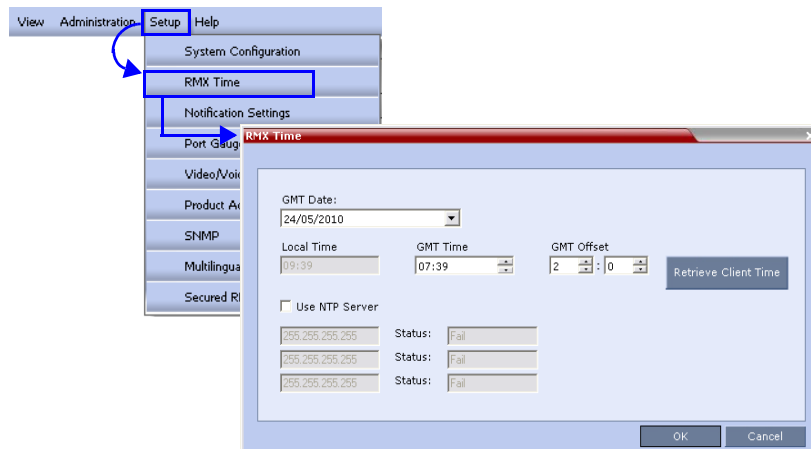 View Administration Setup Help
System Configuration
RMX Time
Notification Settings
Port Gaug
Video/Voi
Product A
SNMP
Multilingua
Secured R
RMX Time
GMT Date:
24/05/2010
Local Time GMT Time GMT Offset
09:39 07:39 2 : 0 Retrieve Client Time
Use NTP Server
255.255.255.255 Status: Fail
255.255.255.255 Status: Fail
255.255.255.255 Status: Fail
OK Cancel